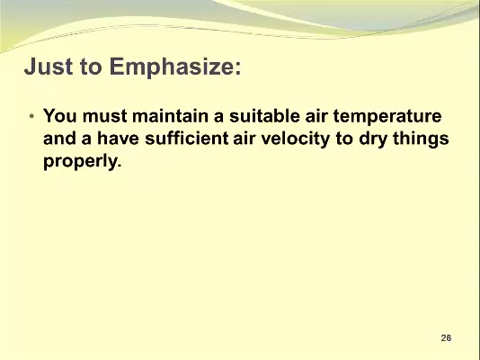 Just to Emphasize:
• You must maintain a suitable air temperature
and a have sufficient air velocity to dry things
properly.
26